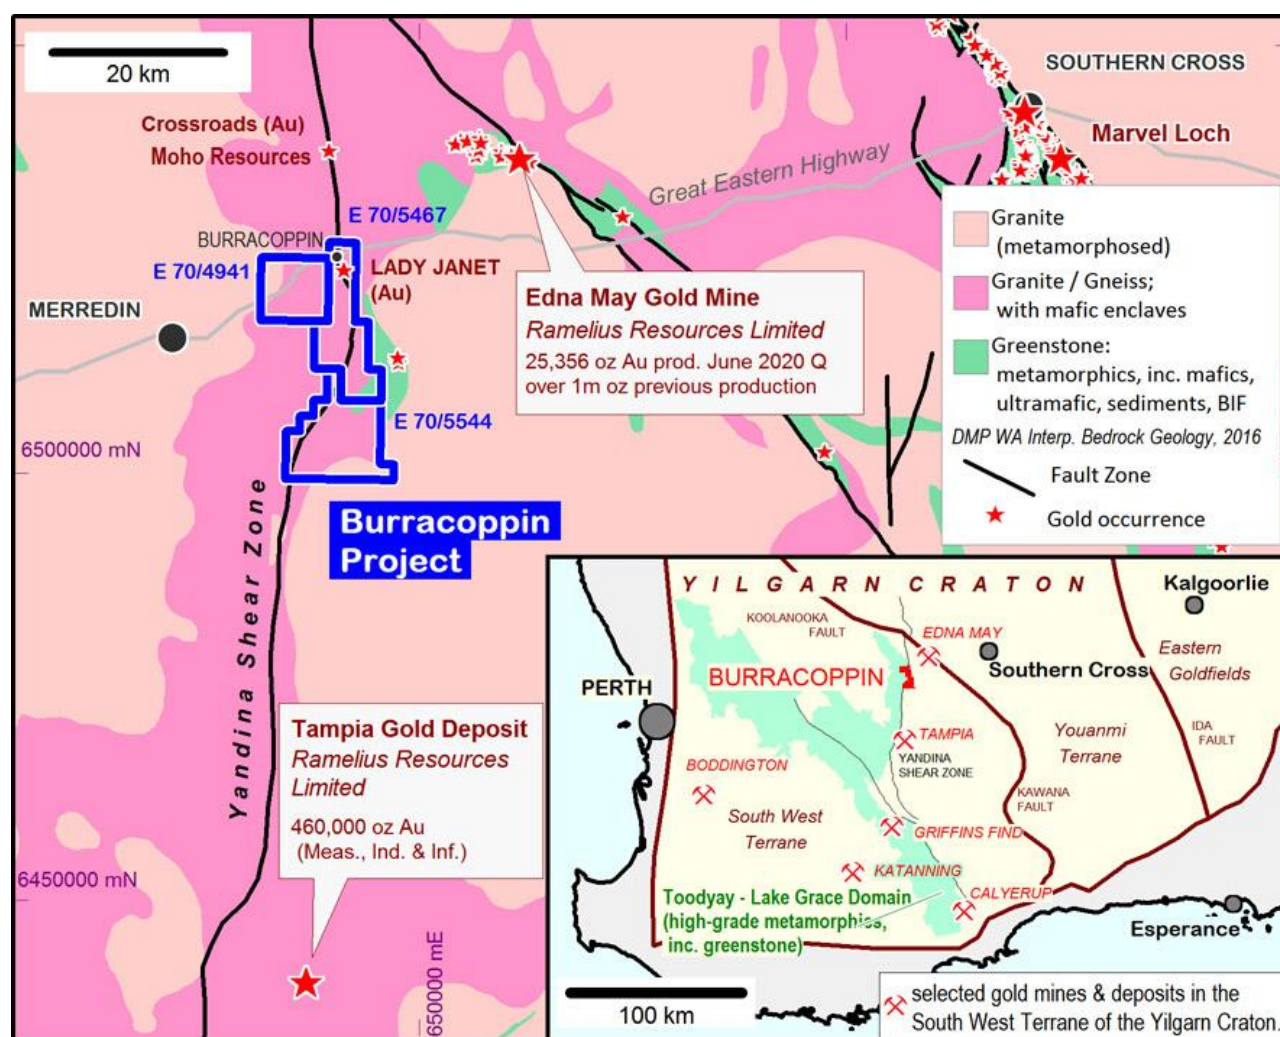 20 km
Crossroads (Au)
Moho Resources
SOUTHERN CROSS
Marvel Loch
Great Eastern Highway
E 70/5467
BURRACOPPIN
E 70/4941
LADY JANET
(Au)
MERREDIN
E 70/5544
6500000 mN
Edna May Gold Mine
Ramelius Resources Limited
25,356 oz Au prod. June 2020 Q
over 1m oz previous production
Granite
(metamorphosed)
Granite / Gneiss;
with mafic enclaves
Greenstone:
metamorphics, inc. mafics,
ultramafic, sediments, BIF
DMP WA Interp. Bedrock Geology, 2016
Fault Zone
Gold occurrence
Burracoppin
Project
Yandina Shear Zone
Tampia Gold Deposit
Ramelius Resources
Limited
460,000 oz Au
(Meas., Ind. & Inf.)
6450000 mN
650000 mE
YILGARN CRATON
Kalgoorlie
KOOLANOOKA
FAULT
EDNA MAY
Southern Cross
Eastern
Goldfields
BURRACOPPIN
PERTH
TAMPIA
YANDINA
SHEAR ZONE
Youanmi
Terrane
IDA
FAULT
BODDINGTON
KAWANA
FAULT
South West
Terrane
GRIFFINS FIND
KATANNING
CALYERUP
Toodyay - Lake Grace Domain
(high-grade metamorphics,
inc. greenstone)
Esperance
100 km
selected gold mines & deposits in the
South West Terrane of the Yilgarn Craton.